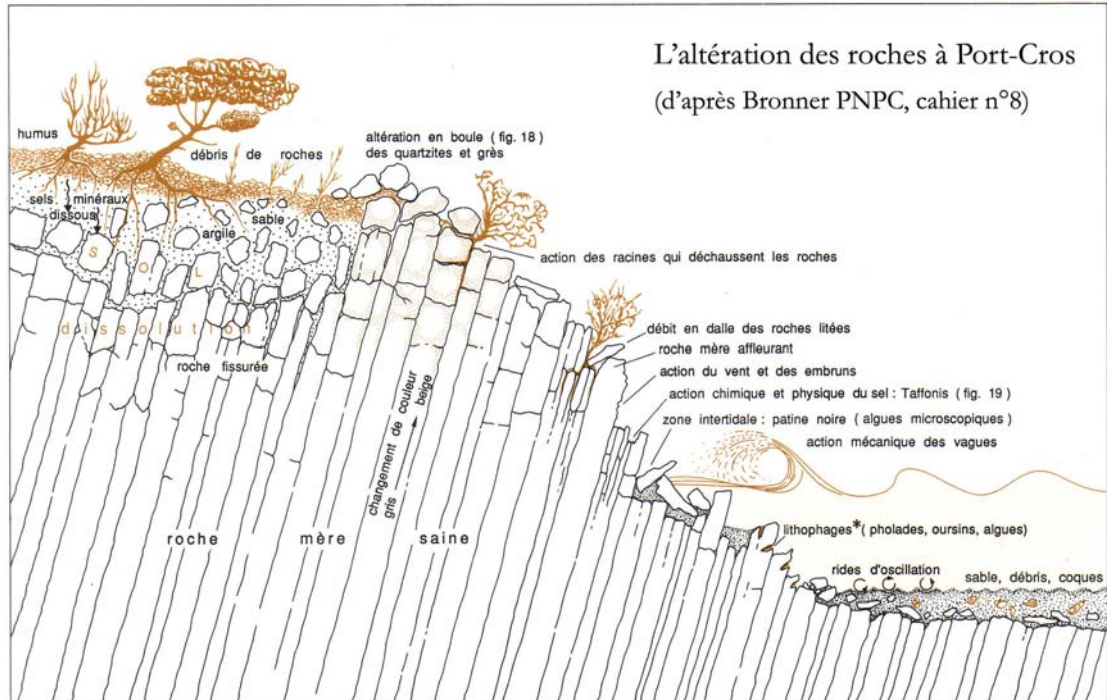 L'altération des roches à Port-Cros
(d'après Bronner PNPC, cahier n°8)
humus
débris de roches
altération en boule (fig. 18)
des quartzites et grès
sels minéraux
dissous
sable
argile
S O L
action des racines qui déchaussent les roches
dissolution
roche fissurée
débit en dalle des roches litées
roche mère affleurant
action du vent et des embruns
action chimique et physique du sel : Taffonis (fig. 19)
zone intertidale : patine noire (algues microscopiques)
action mécanique des vagues
changement de couleur
gris beige
roche mère saine
lithophages* (pholades, oursins, algues)
rides d'oscillation
sable, débris, coques